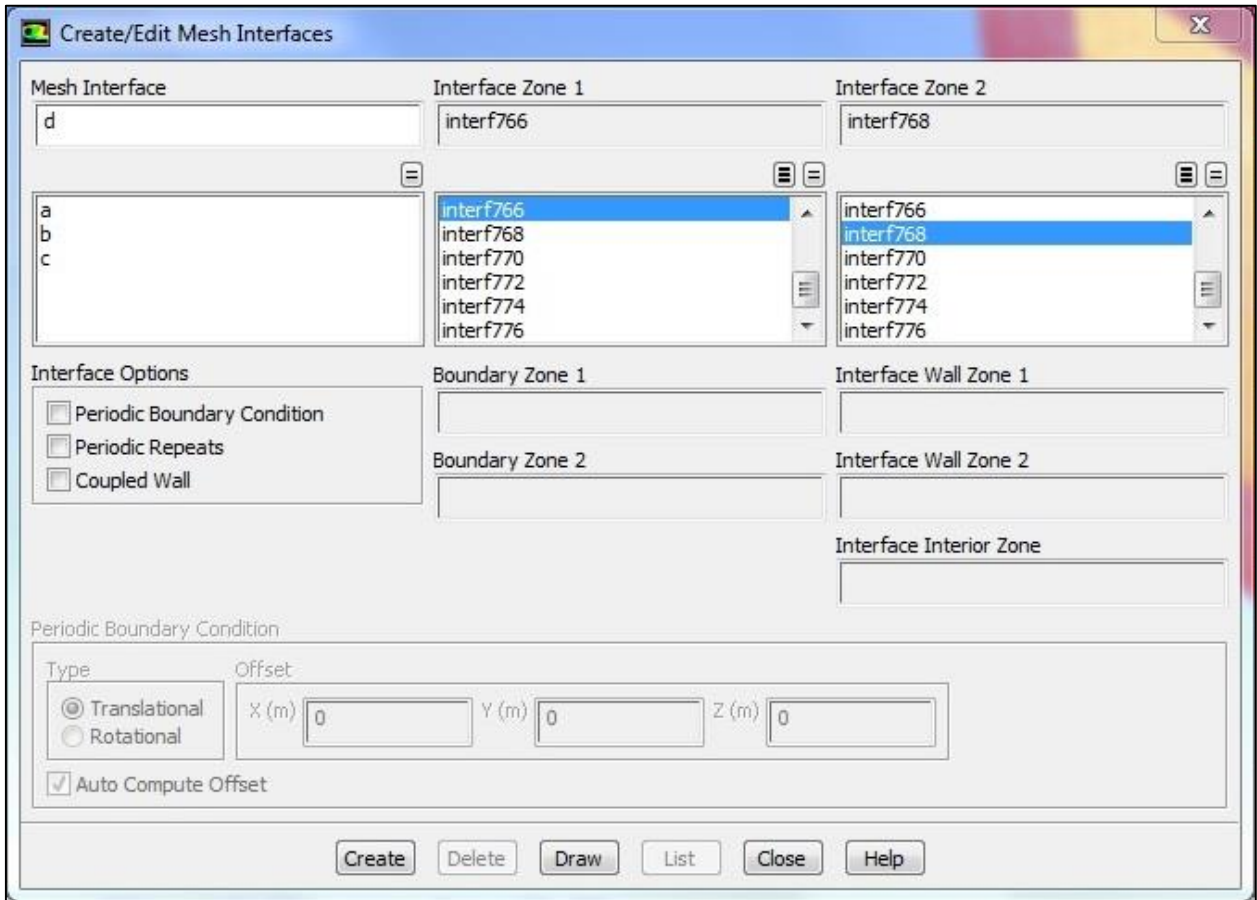 Create/Edit Mesh Interfaces
Mesh Interface
Interface Zone 1
Interface Zone 2
d
interf766
interf768
a
b
c
interf766
interf768
interf770
interf772
interf774
interf776
interf766
interf768
interf770
interf772
interf774
interf776
Interface Options
Periodic Boundary Condition
Periodic Repeats
Coupled Wall
Boundary Zone 1
Interface Wall Zone 1
Boundary Zone 2
Interface Wall Zone 2
Interface Interior Zone
Periodic Boundary Condition
Type
Translational
Rotational
Offset
X (m) 0
Y (m) 0
Z (m) 0
Auto Compute Offset
Create
Delete
Draw
List
Close
Help